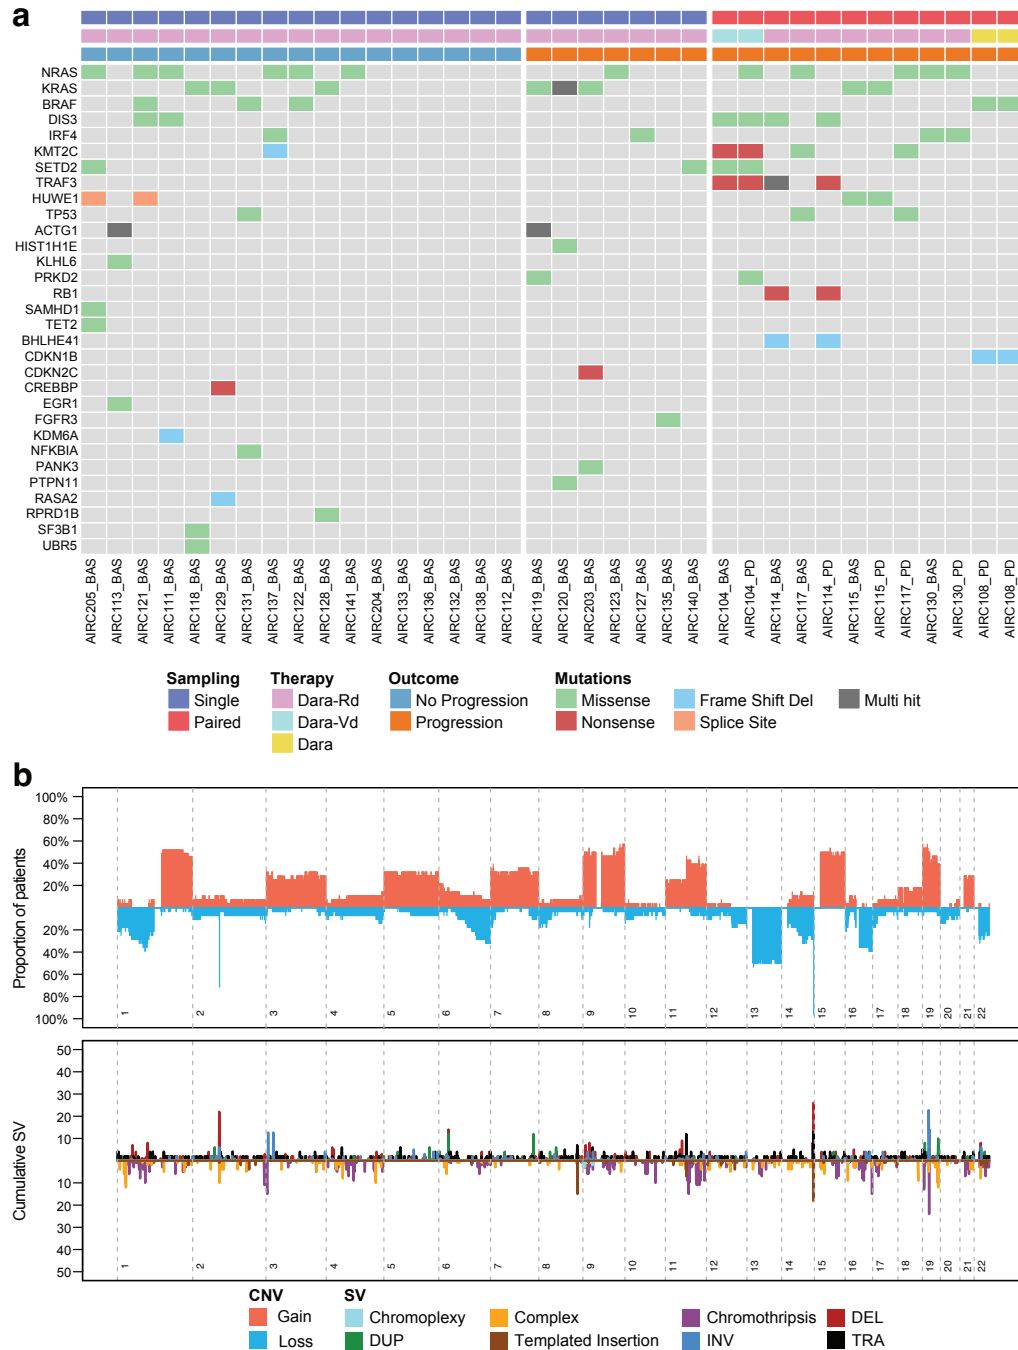 a
NRAS
KRAS
BRAF
DIS3
IRF4
KMT2C
SETD2
TRAF3
HUWE1
TP53
ACTG1
HIST1H1E
KLHL6
PRKD2
RB1
SAMHD1
TET2
BHLHE41
CDKN1B
CDKN2C
CREBBP
EGR1
FGFR3
KDM6A
NFKBIA
PANK3
PTPN11
RASA2
RPRD1B
SF3B1
UBR5
AIRC205_BAS
AIRC113_BAS
AIRC121_BAS
AIRC111_BAS
AIRC118_BAS
AIRC129_BAS
AIRC131_BAS
AIRC137_BAS
AIRC122_BAS
AIRC128_BAS
AIRC141_BAS
AIRC204_BAS
AIRC133_BAS
AIRC136_BAS
AIRC132_BAS
AIRC138_BAS
AIRC112_BAS
AIRC119_BAS
AIRC120_BAS
AIRC203_BAS
AIRC123_BAS
AIRC127_BAS
AIRC135_BAS
AIRC140_BAS
AIRC104_BAS
AIRC104_PD
AIRC114_BAS
AIRC117_BAS
AIRC114_PD
AIRC115_BAS
AIRC115_PD
AIRC117_PD
AIRC130_BAS
AIRC130_PD
AIRC108_PD
AIRC108_PD
Sampling Therapy Outcome Mutations
Single Dara-Rd No Progression Missense Frame Shift Del Multi hit
Paired Dara-Vd Progression Nonsense Splice Site
Dara
b
Proportion of patients
100%
80%
60%
40%
20%
20%
40%
60%
80%
100%
1 2 3 4 5 6 7 8 9 10 11 12 13 14 15 16 17 18 19 20 21 22
Cumulative SV
50
40
30
20
10
10
20
30
40
50
1 2 3 4 5 6 7 8 9 10 11 12 13 14 15 16 17 18 19 20 21 22
CNV SV
Gain Chromoplexy Complex Chromothripsis DEL
Loss DUP Templated Insertion INV TRA